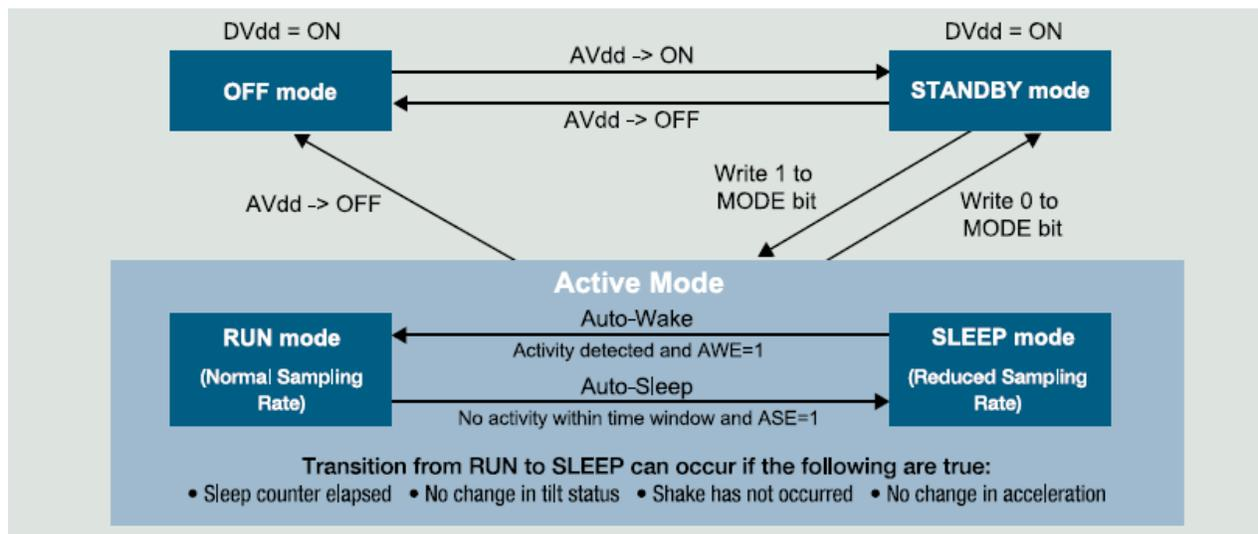 DVdd = ON
DVdd = ON
OFF mode
AVdd -> ON
AVdd -> OFF
STANDBY mode
AVdd -> OFF
Write 1 to
MODE bit
Write 0 to
MODE bit
Active Mode
RUN mode
(Normal Sampling
Rate)
Auto-Wake
Activity detected and AWE=1
Auto-Sleep
No activity within time window and ASE=1
SLEEP mode
(Reduced Sampling
Rate)
Transition from RUN to SLEEP can occur if the following are true:
• Sleep counter elapsed • No change in tilt status • Shake has not occurred • No change in acceleration